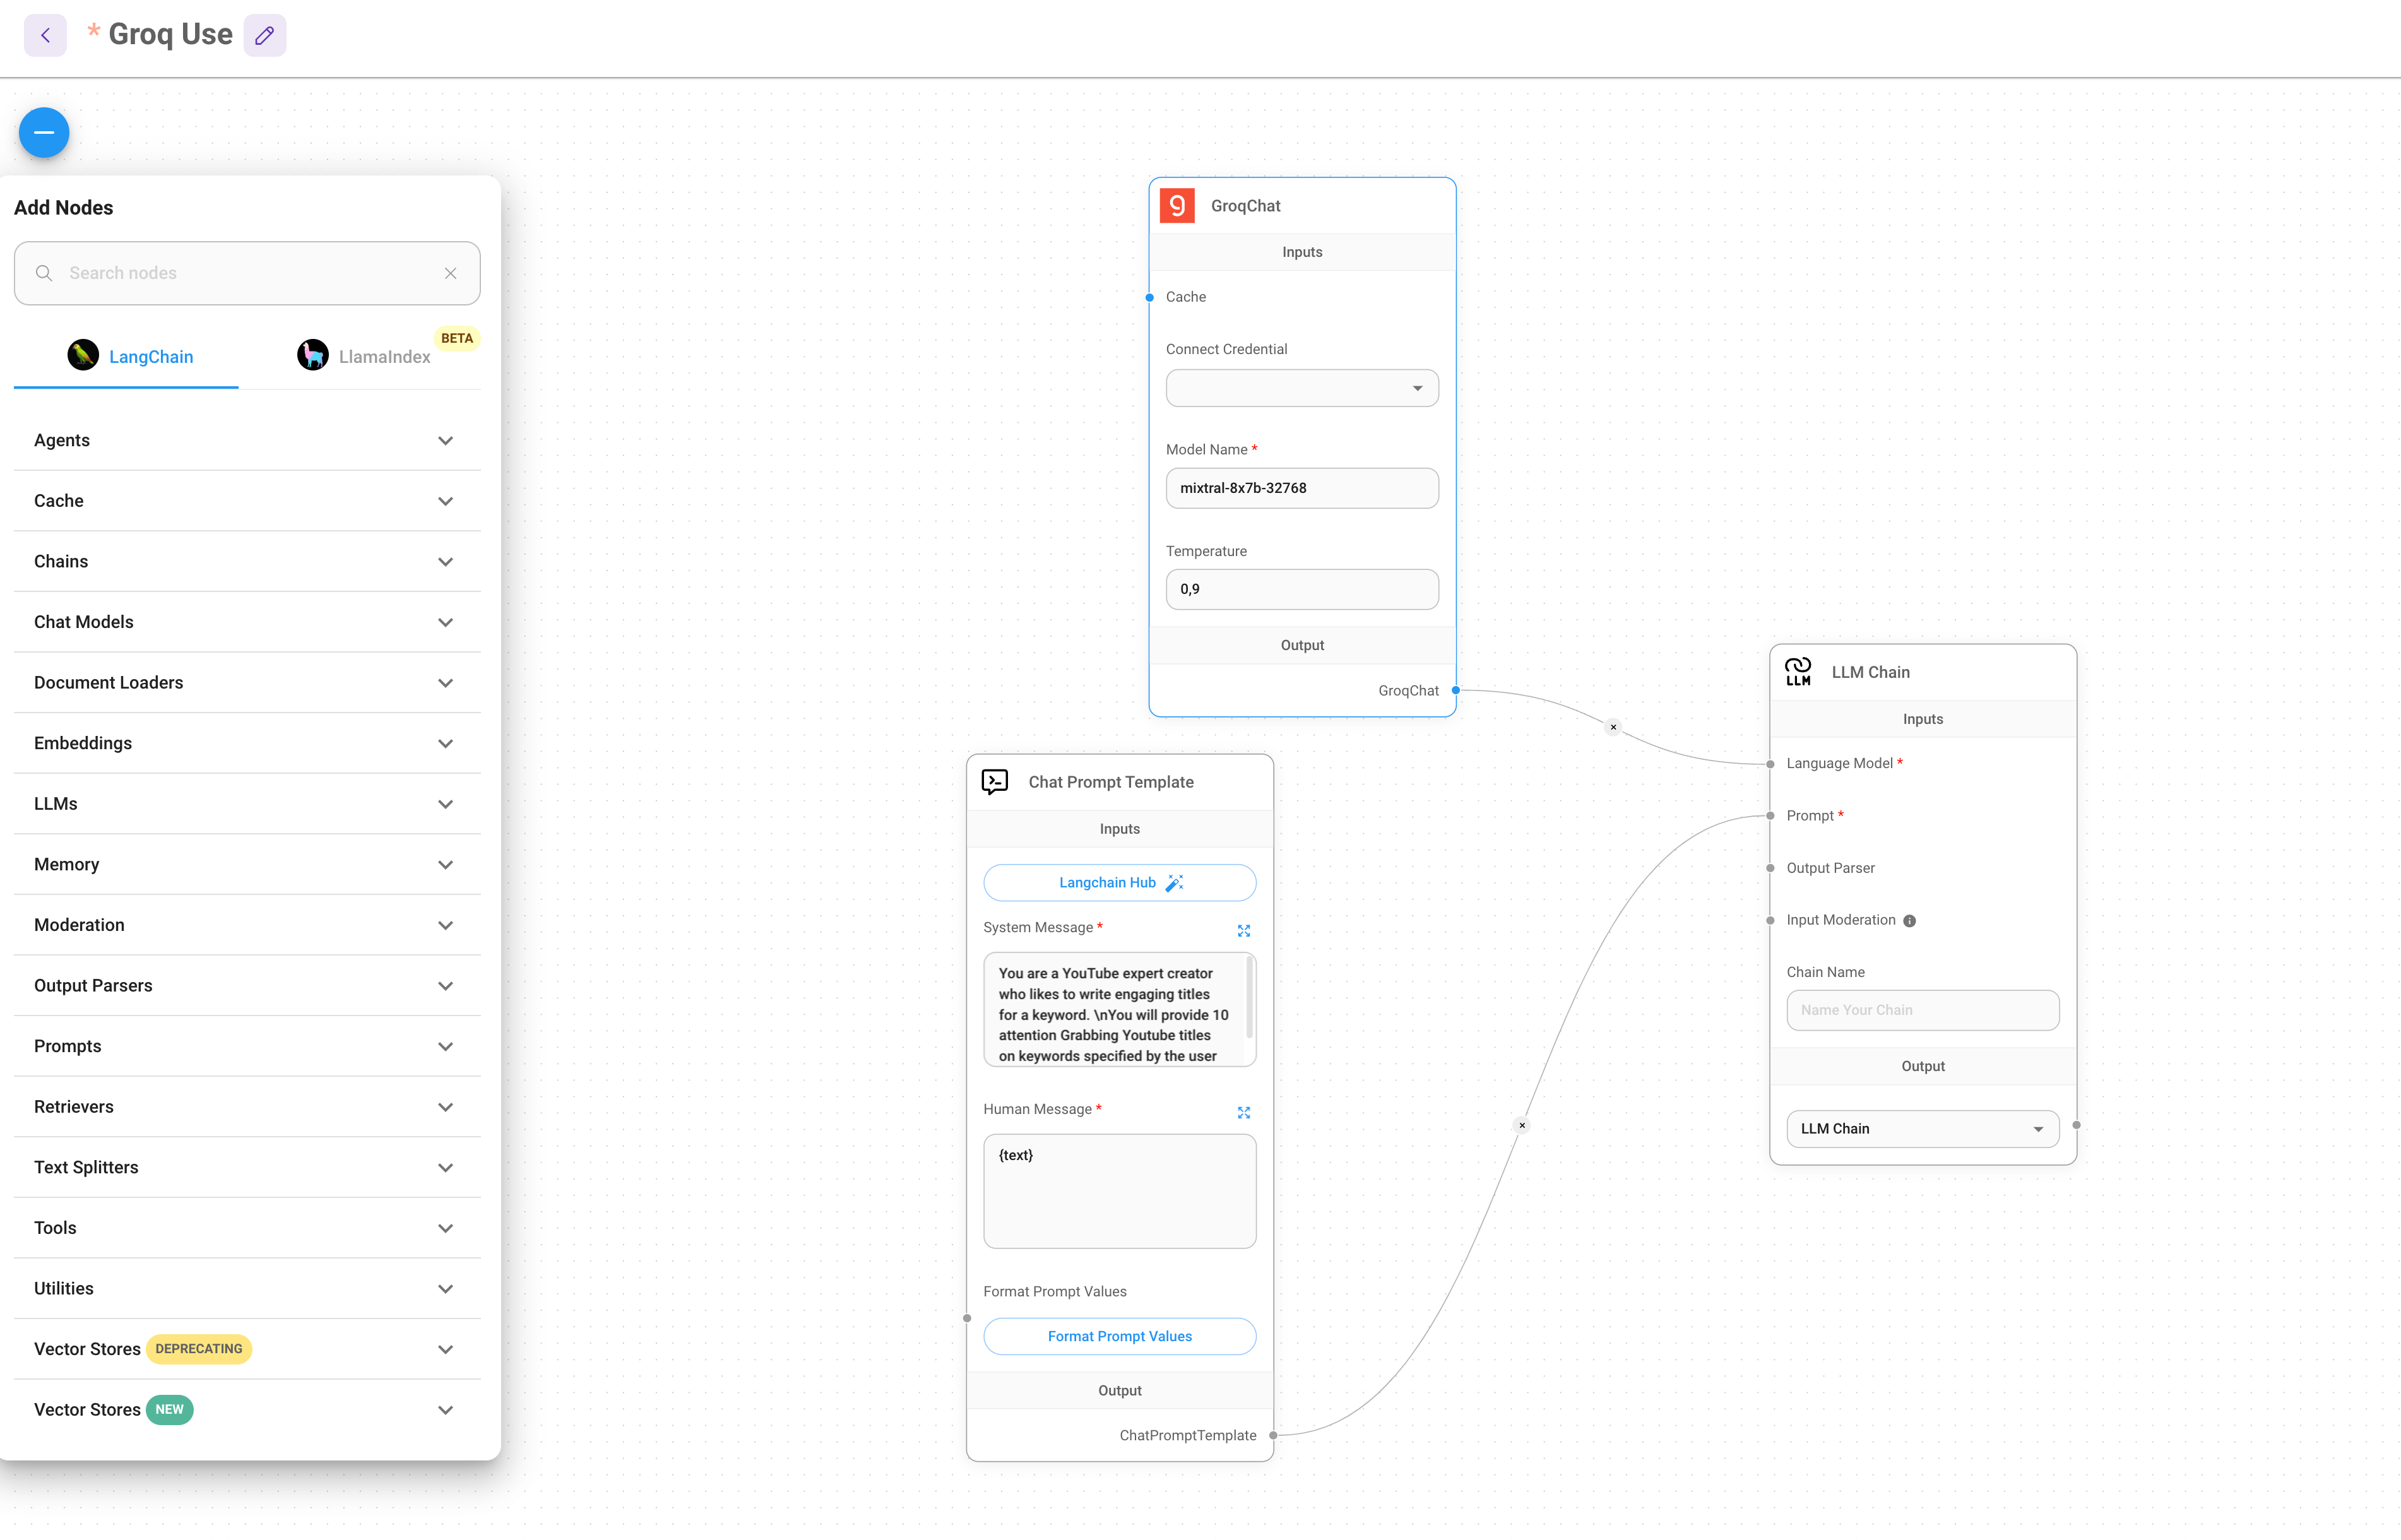 * Groq Use
Add Nodes
Search nodes
LangChain
LlamaIndex
BETA
Agents
Cache
Chains
Chat Models
Document Loaders
Embeddings
LLMs
Memory
Moderation
Output Parsers
Prompts
Retrievers
Text Splitters
Tools
Utilities
Vector Stores DEPRECATING
Vector Stores NEW
GroqChat
Inputs
Cache
Connect Credential
Model Name *
mixtral-8x7b-32768
Temperature
0,9
Output
GroqChat
Chat Prompt Template
Inputs
Langchain Hub
System Message *
You are a YouTube expert creator
who likes to write engaging titles
for a keyword. \nYou will provide 10
attention Grabbing Youtube titles
on keywords specified by the user
Human Message *
{text}
Format Prompt Values
Format Prompt Values
Output
ChatPromptTemplate
LLM
LLM Chain
Inputs
Language Model *
Prompt *
Output Parser
Input Moderation
Chain Name
Name Your Chain
Output
LLM Chain